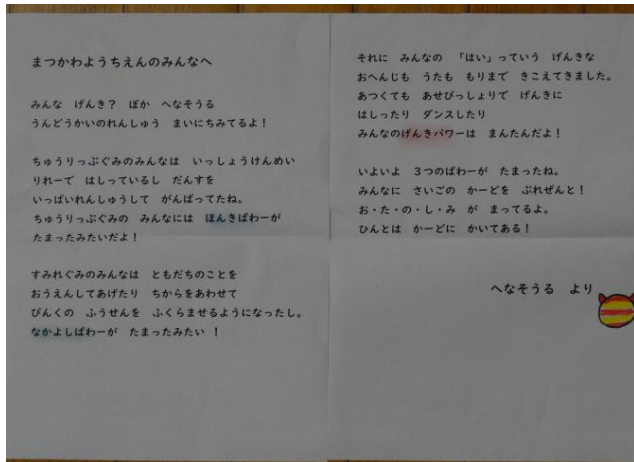 まつかわようちえんのみんなへ
みんな　げんき？　ぼか　へなそうる
うんどうかいのれんしゅう　まいにちみてるよ！
ちゅうりっぷぐみのみんなは　いっしょうけんめい
りれーで　はしっているし　だんすを
いっぱいれんしゅうして　がんばってたね。
ちゅうりっぷぐみの　みんなには　ほんきぱわーが
たまったみたいだよ！
すみれぐみのみんなは　ともだちのことを
おうえんしてあげたり　ちからをあわせて
ぴんくの　ふうせんを　ふくらませるようになったし。
なかよしぱわーが　たまったみたい！
それに　みんなの　「はい」っていう　げんきな
おへんじも　うたも　もりまで　きこえてきました。
あつくても　あせびっしょりで　げんきに
はしったり　ダンスしたり
みんなのげんきパワーは　まんたんだよ！
いよいよ　３つのぱわーが　たまったね。
みんなに　さいごの　かーどを　ぷれぜんと！
お・た・の・し・み　が　まってるよ。
ひんとは　かーどに　かいてある！
へなそうる　より